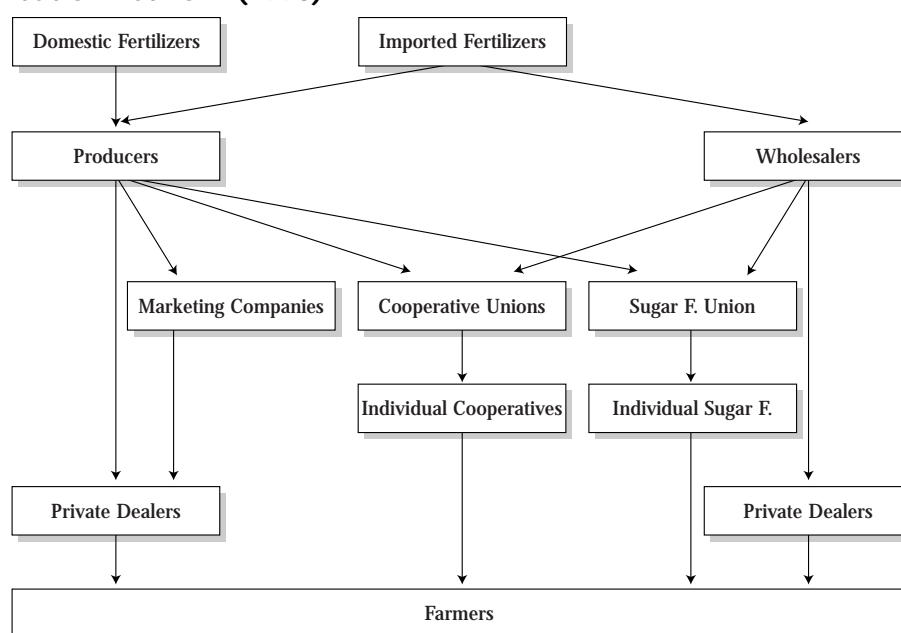 Domestic Fertilizers
Imported Fertilizers
Producers
Wholesalers
Marketing Companies
Cooperative Unions
Sugar F. Union
Individual Cooperatives
Individual Sugar F.
Private Dealers
Private Dealers
Farmers